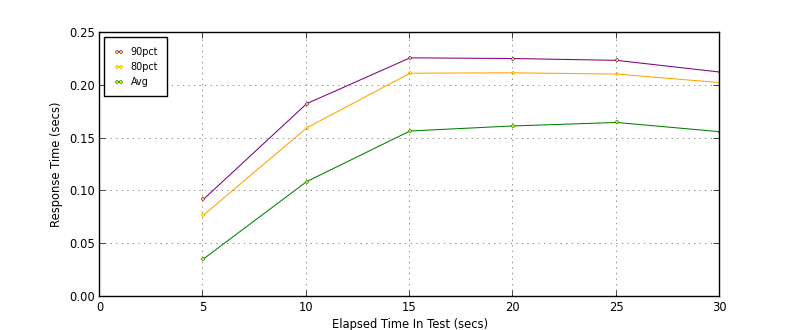 0.25
0.20
0.15
0.10
0.05
0.00
Response Time (secs)
90pct
80pct
Avg
0 5 10 15 20 25 30
Elapsed Time In Test (secs)